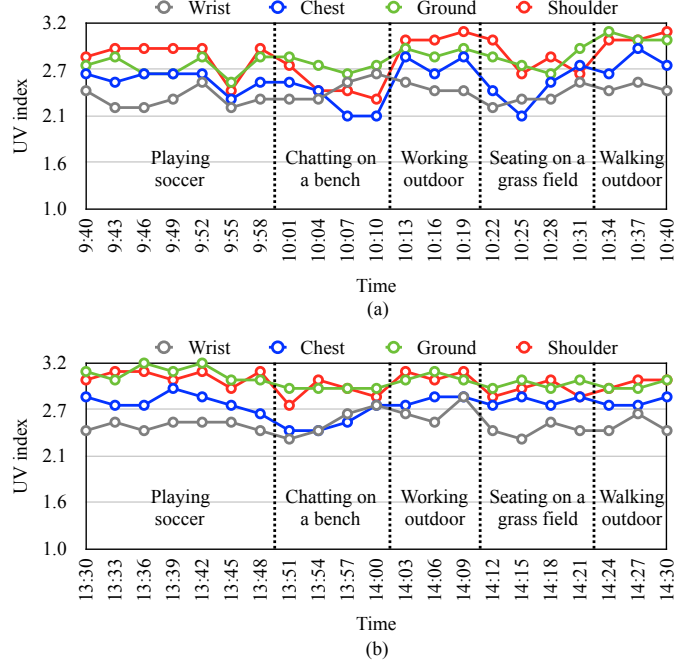 Wrist Chest Ground Shoulder
3.2
2.7
2.1
1.6
1.0
UV index
Playing
soccer
Chatting on
a bench
Working
outdoor
Seating on a
grass field
Walking
outdoor
9:40 9:43 9:46 9:49 9:52 9:55 9:58 10:01 10:04 10:07 10:10 10:13 10:16 10:19 10:22 10:25 10:28 10:31 10:34 10:37 10:40
Time
(a)
Wrist Chest Ground Shoulder
3.2
2.7
2.1
1.6
1.0
UV index
Playing
soccer
Chatting on
a bench
Working
outdoor
Seating on a
grass field
Walking
outdoor
13:30 13:33 13:36 13:39 13:42 13:45 13:48 13:51 13:54 13:57 14:00 14:03 14:06 14:09 14:12 14:15 14:18 14:21 14:24 14:27 14:30
Time
(b)